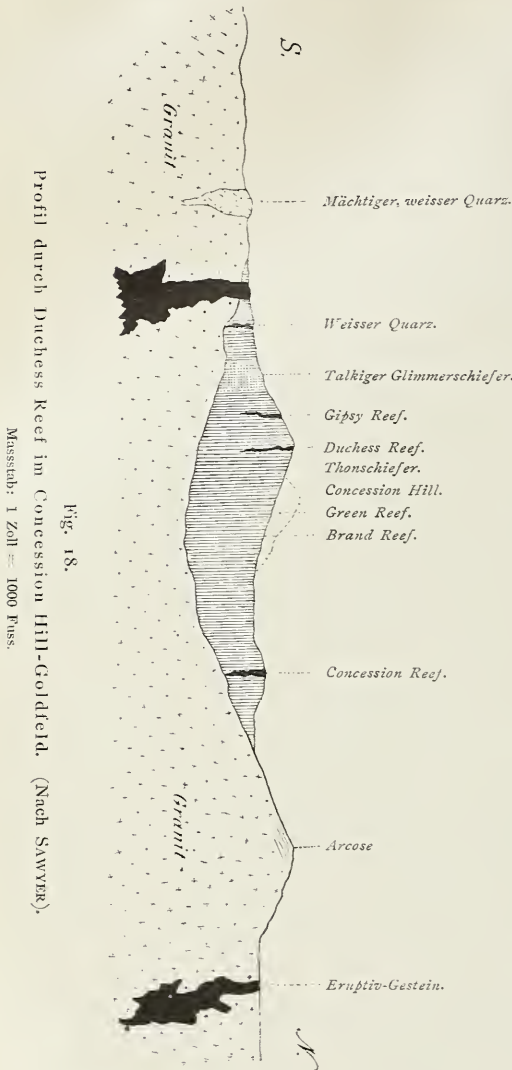 S.
Granit
Mächtiger, weisser Quarz.
Weisser Quarz.
Talkiger Glimmerschiefer.
Gipsy Reef.
Duchess Reef.
Thonschiefer.
Concession Hill.
Green Reef.
Brand Reef.
Concession Reef.
Granit
Arcose
Eruptiv-Gestein.
N.
Fig. 18.
Profil durch Duchess Reef im Concession Hill-Goldfeld. (Nach SAWYER).
Massstab: 1 Zoll = 1000 Fuss.